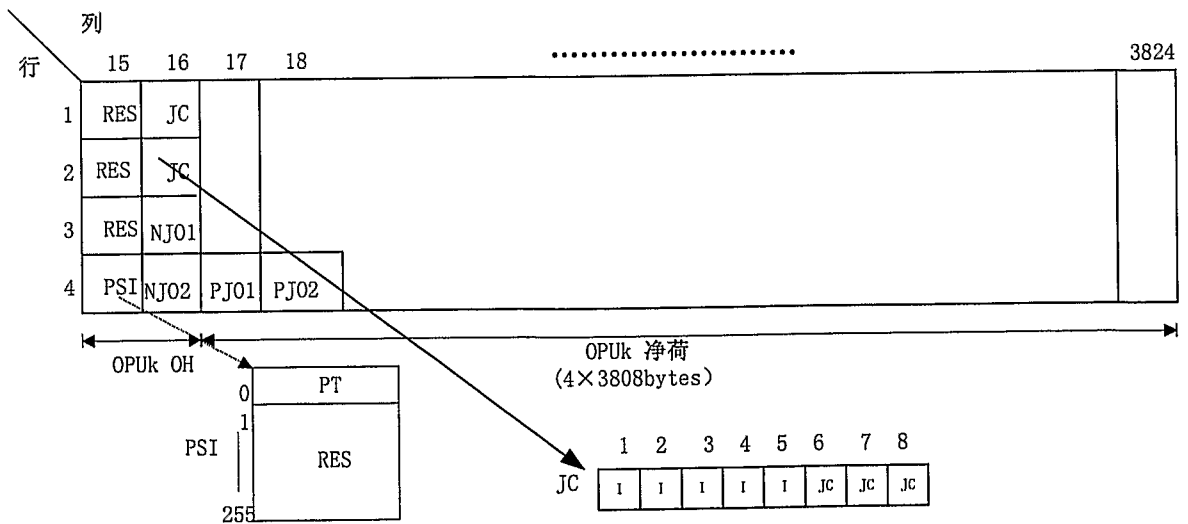 列
行 15 16 17 18 ........................ 3824
1 RES JC
2 RES JC
3 RES NJO1
4 PSI NJO2 PJO1 PJO2
OPUk OH OPUk 净荷
(4×3808bytes)
0 PT
1
PSI RES
255
1 2 3 4 5 6 7 8
JC I I I I I JC JC JC